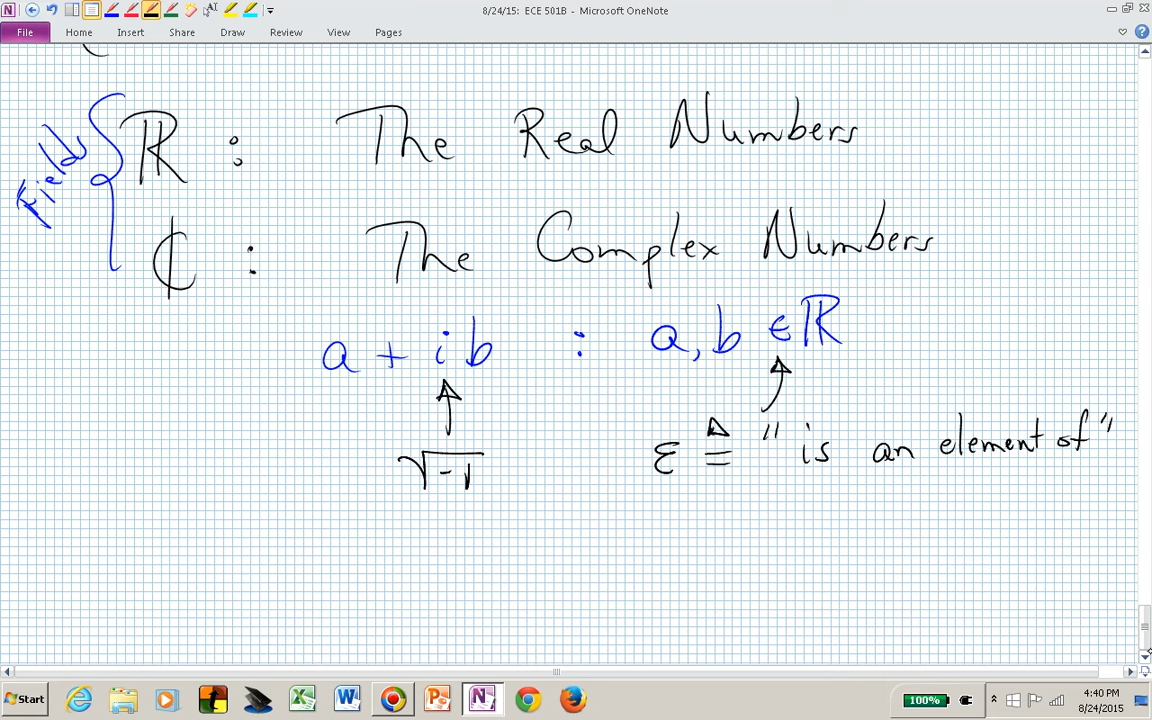 8/24/15: ECE 501B - Microsoft OneNote
File Home Insert Share Draw Review View Pages
Fields
ℝ : The Real Numbers
ℂ : The Complex Numbers
a + ib : a, b ∈ ℝ
√-1 ε ≜ " is an element of "
Start
100%
4:40 PM
8/24/2015